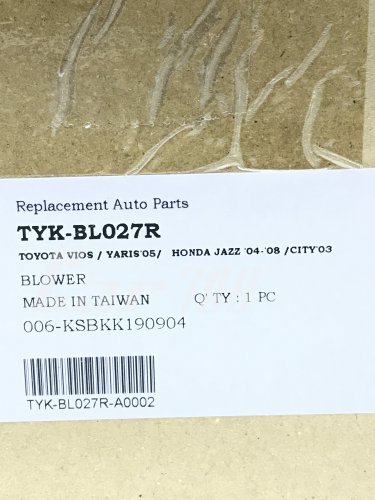 Replacement Auto Parts
TYK-BL027R
TOYOTA VIOS / YARIS'05/ HONDA JAZZ '04-'08 /CITY'03
BLOWER
MADE IN TAIWAN Q' TY : 1 PC
006-KSBKK190904
TYK-BL027R-A0002